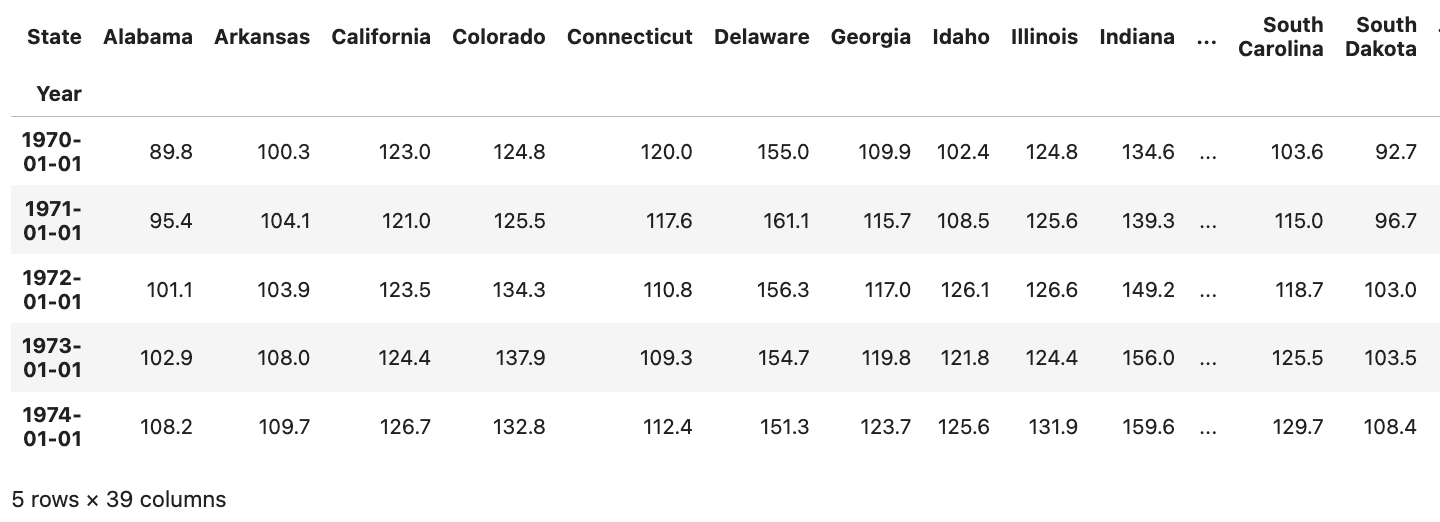 State Alabama Arkansas California Colorado Connecticut Delaware Georgia Idaho Illinois Indiana ... South Carolina South Dakota
Year
1970-01-01 89.8 100.3 123.0 124.8 120.0 155.0 109.9 102.4 124.8 134.6 ... 103.6 92.7
1971-01-01 95.4 104.1 121.0 125.5 117.6 161.1 115.7 108.5 125.6 139.3 ... 115.0 96.7
1972-01-01 101.1 103.9 123.5 134.3 110.8 156.3 117.0 126.1 126.6 149.2 ... 118.7 103.0
1973-01-01 102.9 108.0 124.4 137.9 109.3 154.7 119.8 121.8 124.4 156.0 ... 125.5 103.5
1974-01-01 108.2 109.7 126.7 132.8 112.4 151.3 123.7 125.6 131.9 159.6 ... 129.7 108.4
5 rows × 39 columns